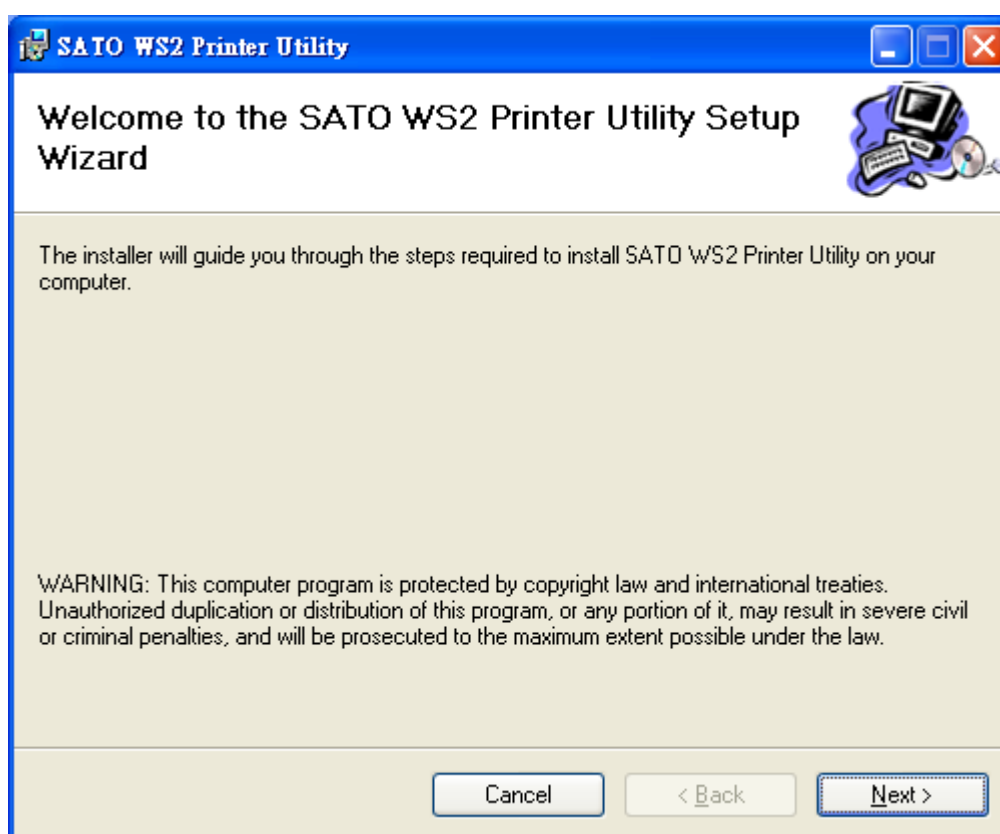 SATO WS2 Printer Utility
Welcome to the SATO WS2 Printer Utility Setup
Wizard
The installer will guide you through the steps required to install SATO WS2 Printer Utility on your
computer.
WARNING: This computer program is protected by copyright law and international treaties.
Unauthorized duplication or distribution of this program, or any portion of it, may result in severe civil
or criminal penalties, and will be prosecuted to the maximum extent possible under the law.
Cancel < Back Next >